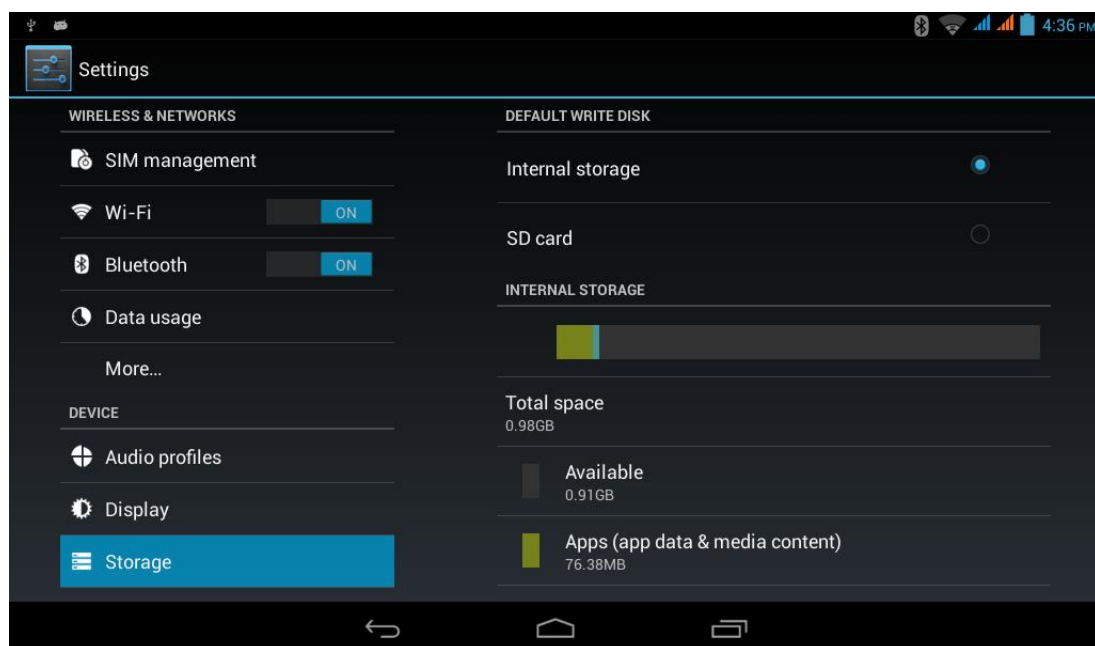 4:36 PM
Settings
WIRELESS & NETWORKS
SIM management
Wi-Fi
ON
Bluetooth
ON
Data usage
More...
DEVICE
Audio profiles
Display
Storage
DEFAULT WRITE DISK
Internal storage
SD card
INTERNAL STORAGE
Total space
0.98GB
Available
0.91GB
Apps (app data & media content)
76.38MB